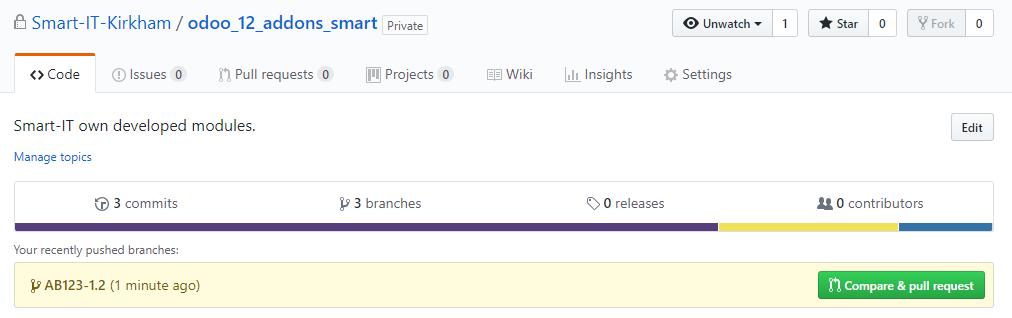 Smart-IT-Kirkham / odoo_12_addons_smart Private Unwatch 1 Star 0 Fork 0
Code Issues 0 Pull requests 0 Projects 0 Wiki Insights Settings
Smart-IT own developed modules. Edit
Manage topics
3 commits 3 branches 0 releases 0 contributors
Your recently pushed branches:
AB123-1.2 (1 minute ago) Compare & pull request